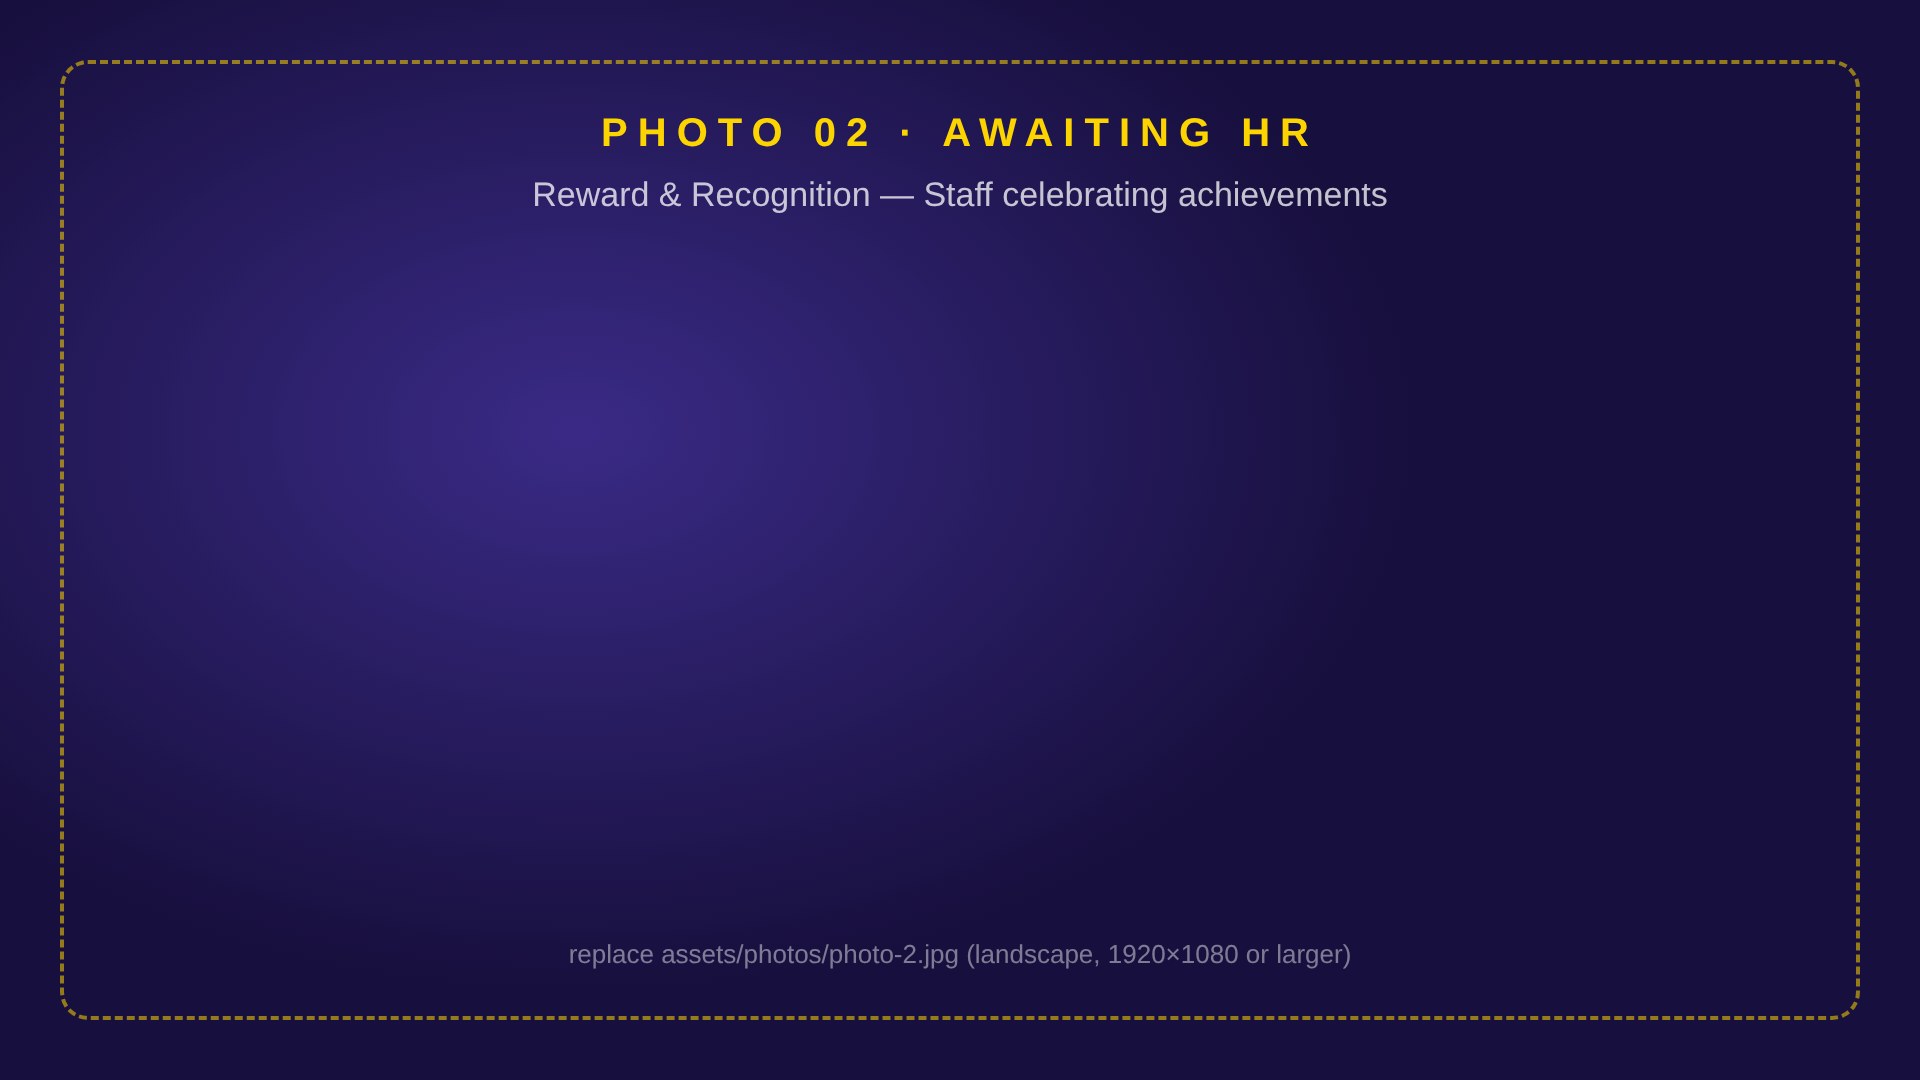 PHOTO 02 · AWAITING HR
Reward & Recognition — Staff celebrating achievements
replace assets/photos/photo-2.jpg (landscape, 1920×1080 or larger)